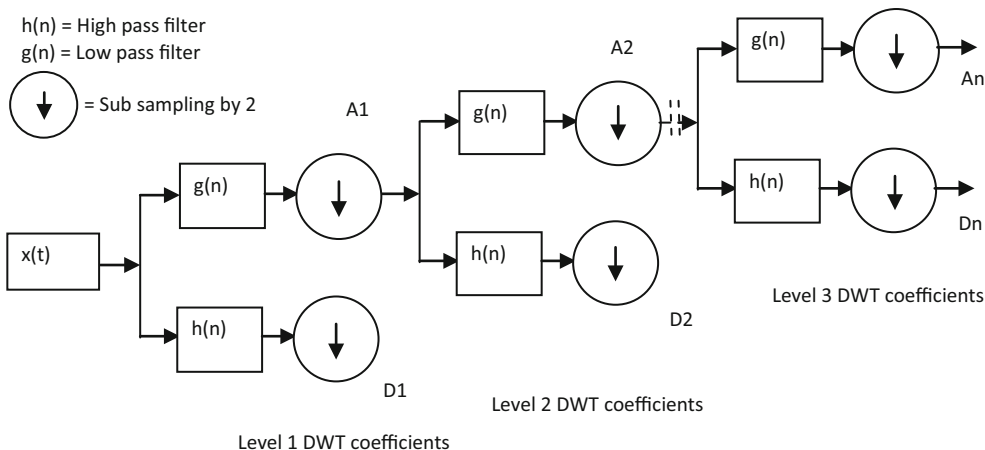 h(n) = High pass filter
g(n) = Low pass filter
= Sub sampling by 2
x(t)
g(n)
h(n)
A1
D1
Level 1 DWT coefficients
g(n)
h(n)
A2
D2
Level 2 DWT coefficients
g(n)
h(n)
An
Dn
Level 3 DWT coefficients